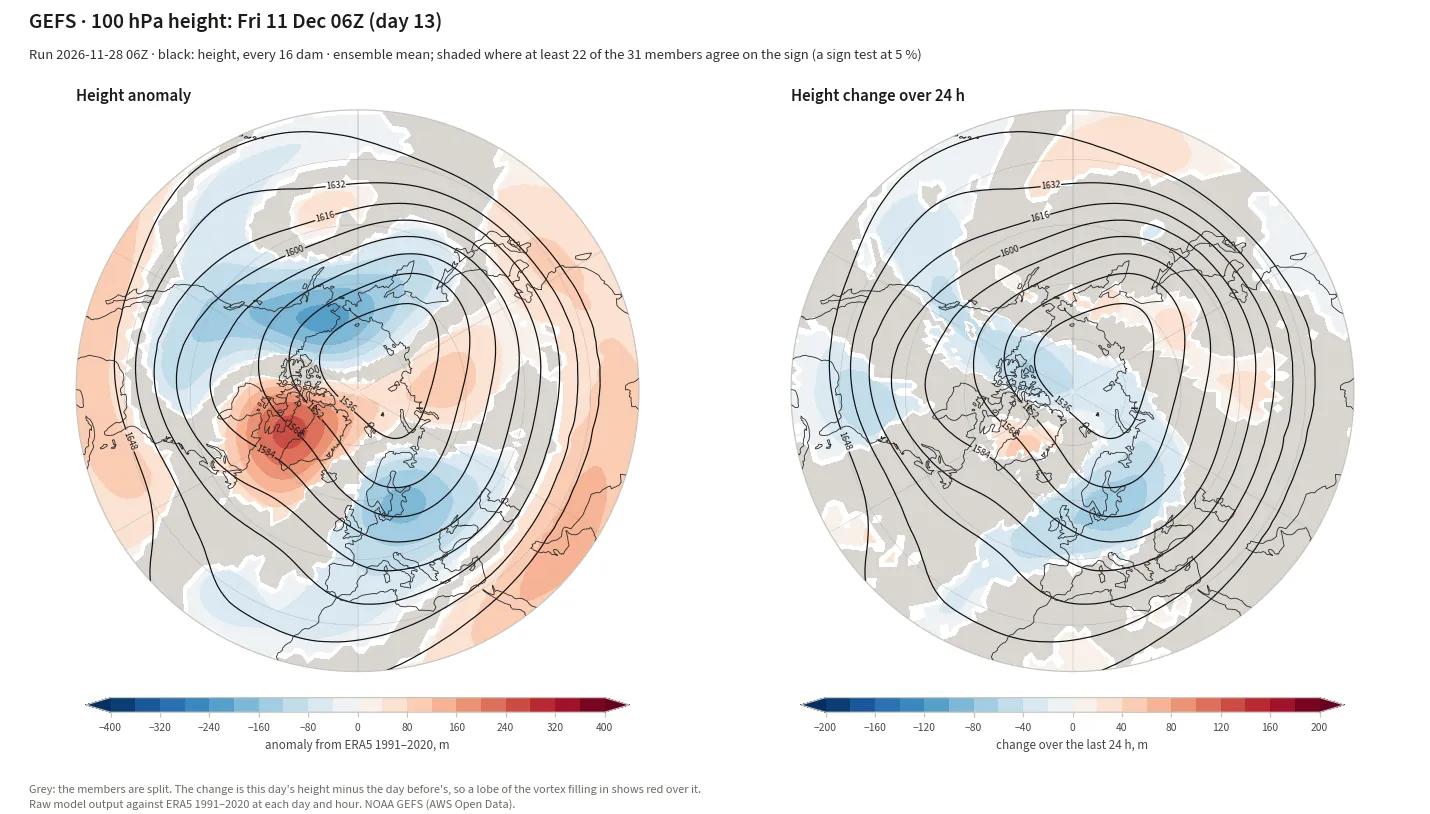 GEFS · 100 hPa height: Fri 11 Dec 06Z (day 13)
Run 2026-11-28 06Z · black: height, every 16 dam · ensemble mean; shaded where at least 22 of the 31 members agree on the sign (a sign test at 5 %)
Height anomaly
Height change over 24 h
1632
1616
1600
1536
1584
1648
1632
1616
1600
1536
1584
1648
−400 −320 −240 −160 −80 0 80 160 240 320 400
anomaly from ERA5 1991–2020, m
−200 −160 −120 −80 −40 0 40 80 120 160 200
change over the last 24 h, m
Grey: the members are split. The change is this day's height minus the day before's, so a lobe of the vortex filling in shows red over it.
Raw model output against ERA5 1991–2020 at each day and hour. NOAA GEFS (AWS Open Data).